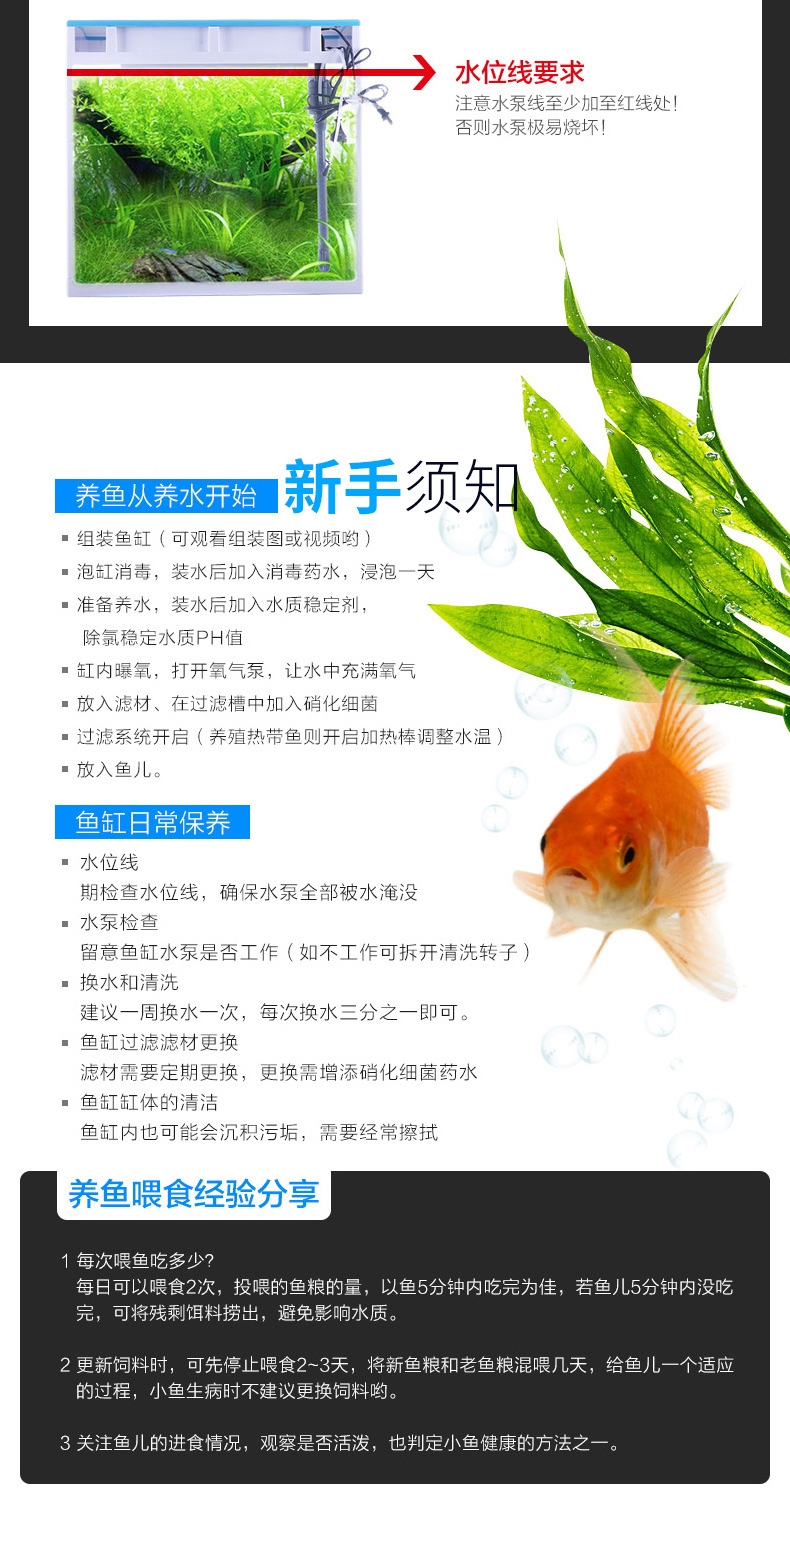 水位线要求
注意水泵线至少加至红线处!
否则水泵极易烧坏!
养鱼从养水开始 新手须知
组装鱼缸（可观看组装图或视频哟）
泡缸消毒，装水后加入消毒药水，浸泡一天
准备养水，装水后加入水质稳定剂，
除氯稳定水质PH值
缸内曝氧，打开氧气泵，让水中充满氧气
放入滤材、在过滤槽中加入硝化细菌
过滤系统开启（养殖热带鱼则开启加热棒调整水温）
放入鱼儿。
鱼缸日常保养
水位线
期检查水位线，确保水泵全部被水淹没
水泵检查
留意鱼缸水泵是否工作（如不工作可拆开清洗转子）
换水和清洗
建议一周换水一次，每次换水三分之一即可。
鱼缸过滤滤材更换
滤材需要定期更换，更换需增添硝化细菌药水
鱼缸缸体的清洁
鱼缸内也可能会沉积污垢，需要经常擦拭
养鱼喂食经验分享
1 每次喂鱼吃多少?
每日可以喂食2次，投喂的鱼粮的量，以鱼5分钟内吃完为佳，若鱼儿5分钟内没吃
完，可将残剩饵料捞出，避免影响水质。
2 更新饲料时，可先停止喂食2~3天，将新鱼粮和老鱼粮混喂几天，给鱼儿一个适应
的过程，小鱼生病时不建议更换饲料哟。
3 关注鱼儿的进食情况，观察是否活泼，也判定小鱼健康的方法之一。